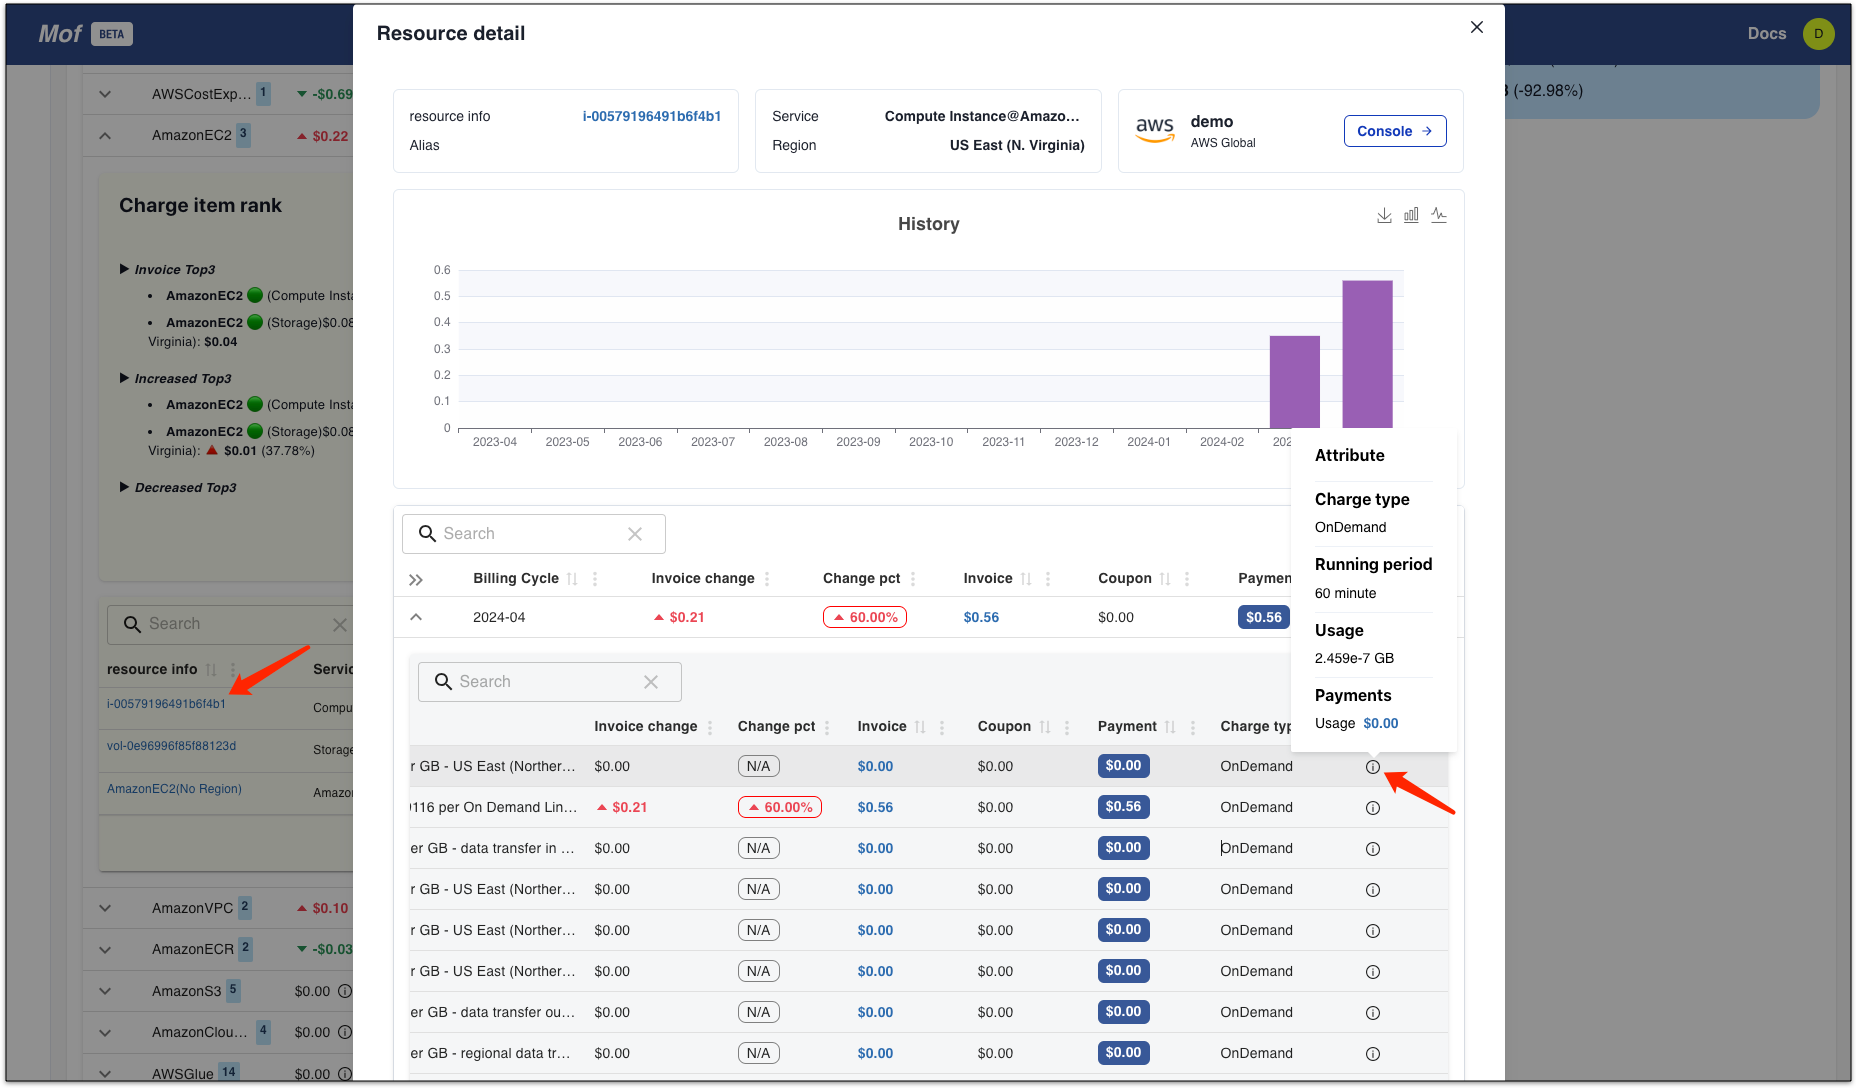 Mof BETA
Docs D
(-92.98%)
AWSCostExp... 1 -$0.69
AmazonEC2 3 $0.22
Charge item rank
Invoice Top3
AmazonEC2 (Compute Insta
AmazonEC2 (Storage)$0.08
Virginia): $0.04
Increased Top3
AmazonEC2 (Compute Insta
AmazonEC2 (Storage)$0.08
Virginia): $0.01 (37.78%)
Decreased Top3
Search
resource info Servic
i-00579196491b6f4b1 Compu
vol-0e96996f85f88123d Storage
AmazonEC2(No Region) Amazo
AmazonVPC 2 $0.10
AmazonECR 2 -$0.03
AmazonS3 5 $0.00
AmazonClou... 4 $0.00
AWSGlue 14 $0.00
Resource detail
resource info i-00579196491b6f4b1
Alias
Service Compute Instance@Amazo...
Region US East (N. Virginia)
aws demo
AWS Global
Console →
History
0.6
0.5
0.4
0.3
0.2
0.1
0
2023-04 2023-05 2023-06 2023-07 2023-08 2023-09 2023-10 2023-11 2023-12 2024-01 2024-02 202
Search
Billing Cycle Invoice change Change pct Invoice Coupon Paymen
2024-04 $0.21 60.00% $0.56 $0.00 $0.56
Search
Invoice change Change pct Invoice Coupon Payment Charge typ
r GB - US East (Norther... $0.00 N/A $0.00 $0.00 $0.00 OnDemand
0116 per On Demand Lin... $0.21 60.00% $0.56 $0.00 $0.56 OnDemand
er GB - data transfer in ... $0.00 N/A $0.00 $0.00 $0.00 OnDemand
r GB - US East (Norther... $0.00 N/A $0.00 $0.00 $0.00 OnDemand
r GB - US East (Norther... $0.00 N/A $0.00 $0.00 $0.00 OnDemand
r GB - US East (Norther... $0.00 N/A $0.00 $0.00 $0.00 OnDemand
er GB - data transfer ou... $0.00 N/A $0.00 $0.00 $0.00 OnDemand
er GB - regional data tr... $0.00 N/A $0.00 $0.00 $0.00 OnDemand
Attribute
Charge type
OnDemand
Running period
60 minute
Usage
2.459e-7 GB
Payments
Usage $0.00